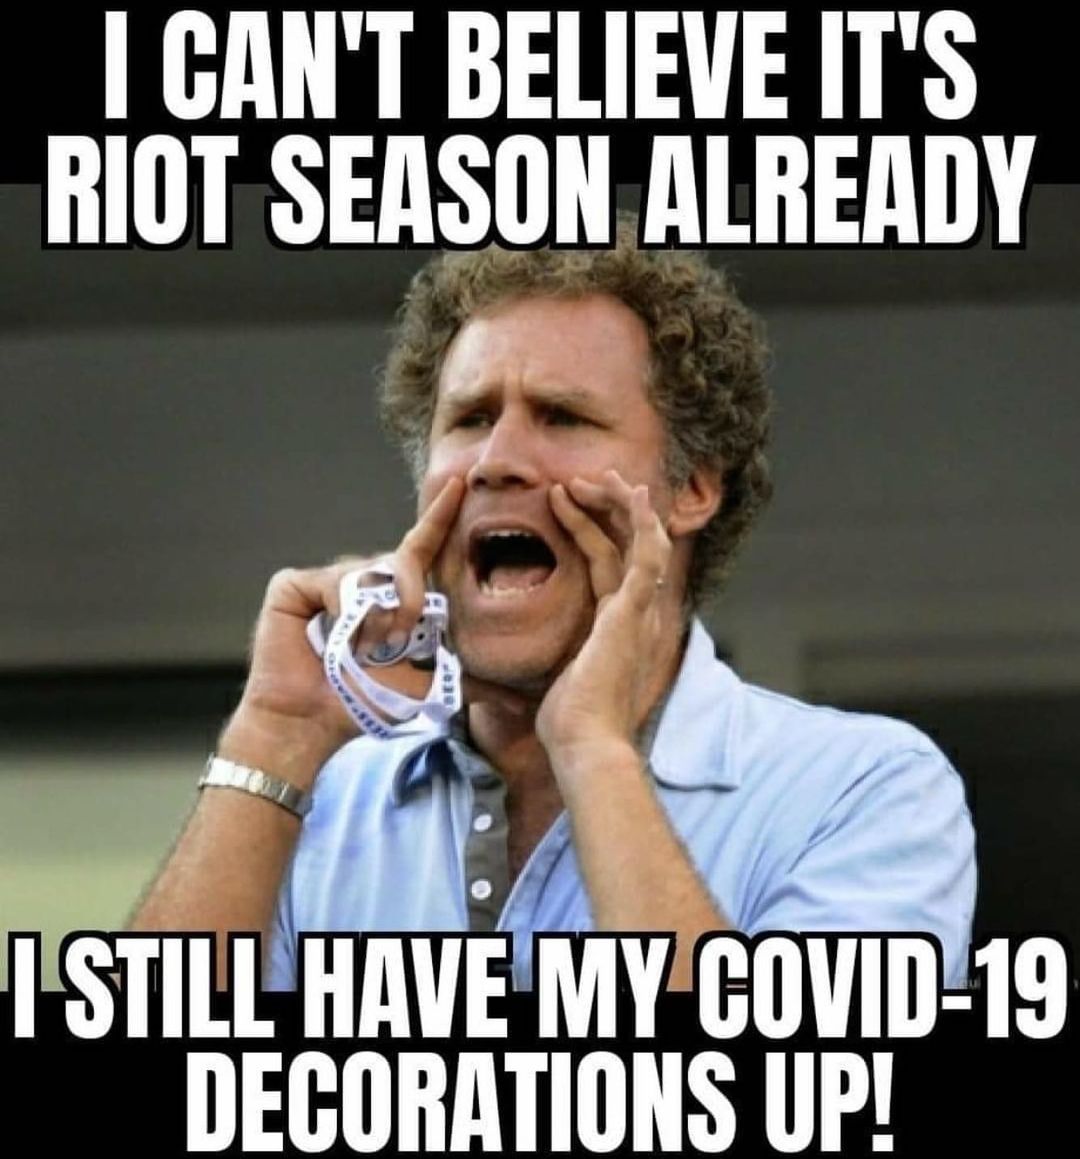 I CAN'T BELIEVE IT'S
RIOT SEASON ALREADY
I STILL HAVE MY COVID-19
DECORATIONS UP!